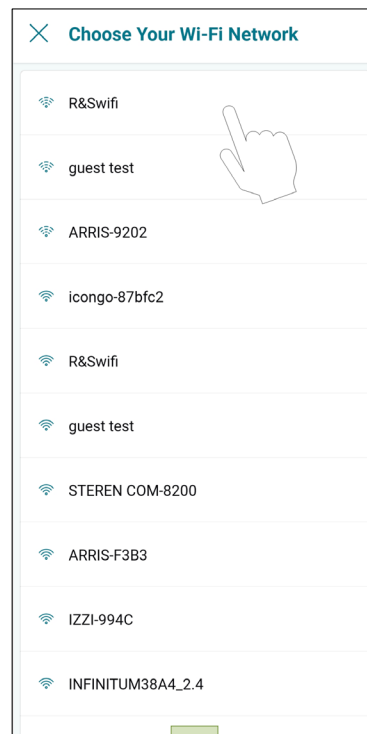 Choose Your Wi-Fi Network
R&Swifi
guest test
ARRIS-9202
icongo-87bfc2
R&Swifi
guest test
STEREN COM-8200
ARRIS-F3B3
IZZI-994C
INFINITUM38A4_2.4